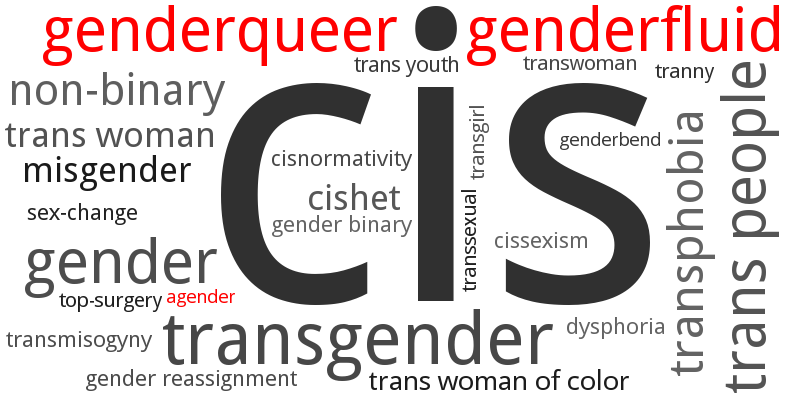 genderqueer
genderfluid
cis
trans youth
transwoman
tranny
non-binary
trans woman
misgender
cisnormativity
transgirl
genderbend
transphobia
trans people
cishet
sex-change
gender binary
transsexual
cissexism
gender
top-surgery
agender
transgender
dysphoria
transmisogyny
gender reassignment
trans woman of color